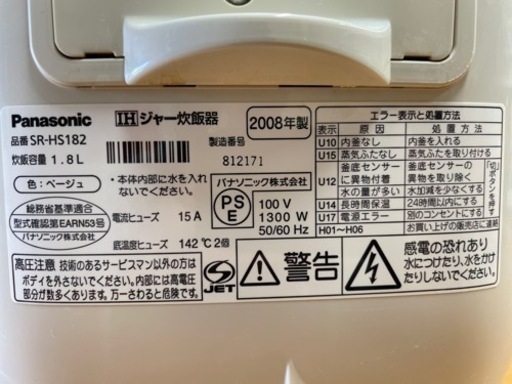 Panasonic
IH ジャー炊飯器
2008年製
品番 SR-HS182
炊飯容量 1.8L
製造番号
812171
・本体内部に水を入れ
ないでください。
色：ベージュ
パナソニック株式会社
総務省基準適合
型式確認第EARN53号
パナソニック株式会社
電流ヒューズ 15A
底温度ヒューズ 142℃2個
PS
E
100 V
1300 W
50/60 Hz
エラー表示と処置方法
表示 原因 処置方法
U10 内釜なし 内釜を入れる
U15 蒸気ふたなし 蒸気ふたを取り付ける
U12 釜底センサーに異物付着 釜底センサーの異物を取り除く
水の量が多い 水加減を少なくする
U14 長時間保温 24時間以内にする
U17 電源エラー 別のコンセントにする
「切」ボタンを押す
H01〜H06 お買い上げの販売店に連絡
高圧注意 技術のあるサービスマン以外の方は
ボディを外さないでください。内部には高電圧
部分が数多くあります。万一さわると危険です。
S
JET
警告
感電の恐れあり
水につけたり、水をかけ
たりしないでください。